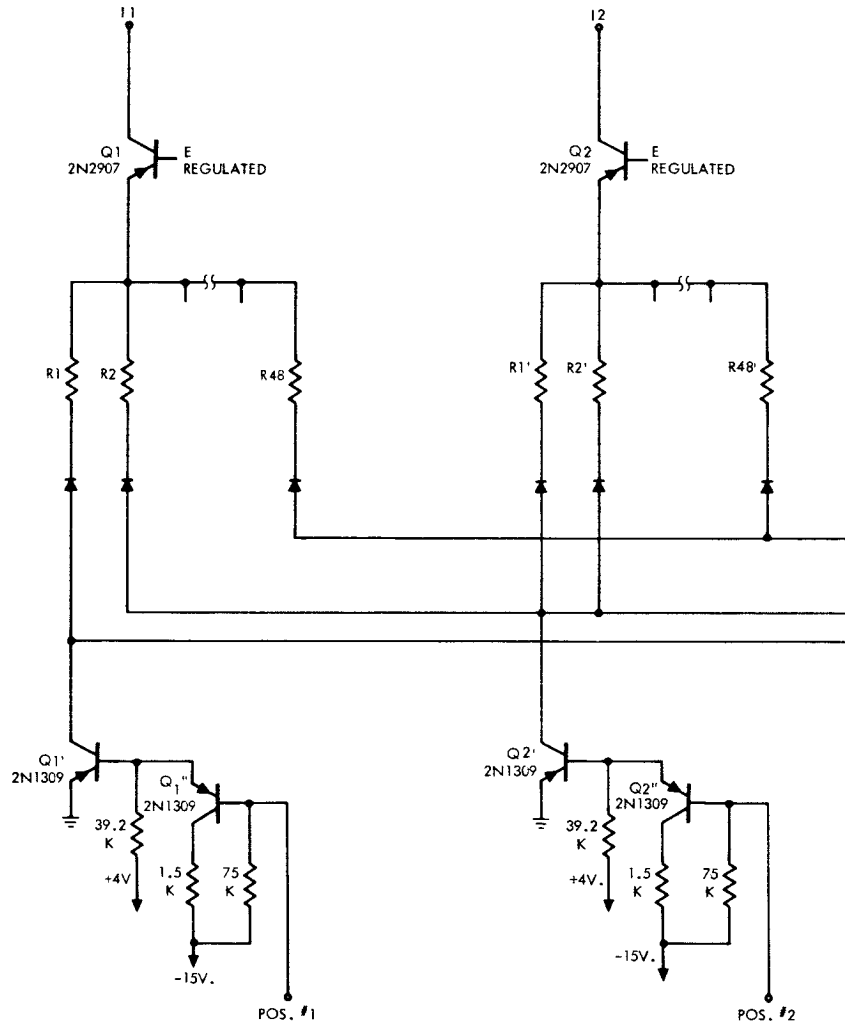 I1
I2
Q1
2N2907
E
REGULATED
Q2
2N2907
E
REGULATED
R1
R2
R48
R1'
R2'
R48'
Q1'
2N1309
Q1"
2N1309
39.2
K
+4V
1.5
K
75
K
-15V.
POS. #1
Q2'
2N1309
Q2"
2N1309
39.2
K
+4V.
1.5
K
75
K
-15V.
POS. #2